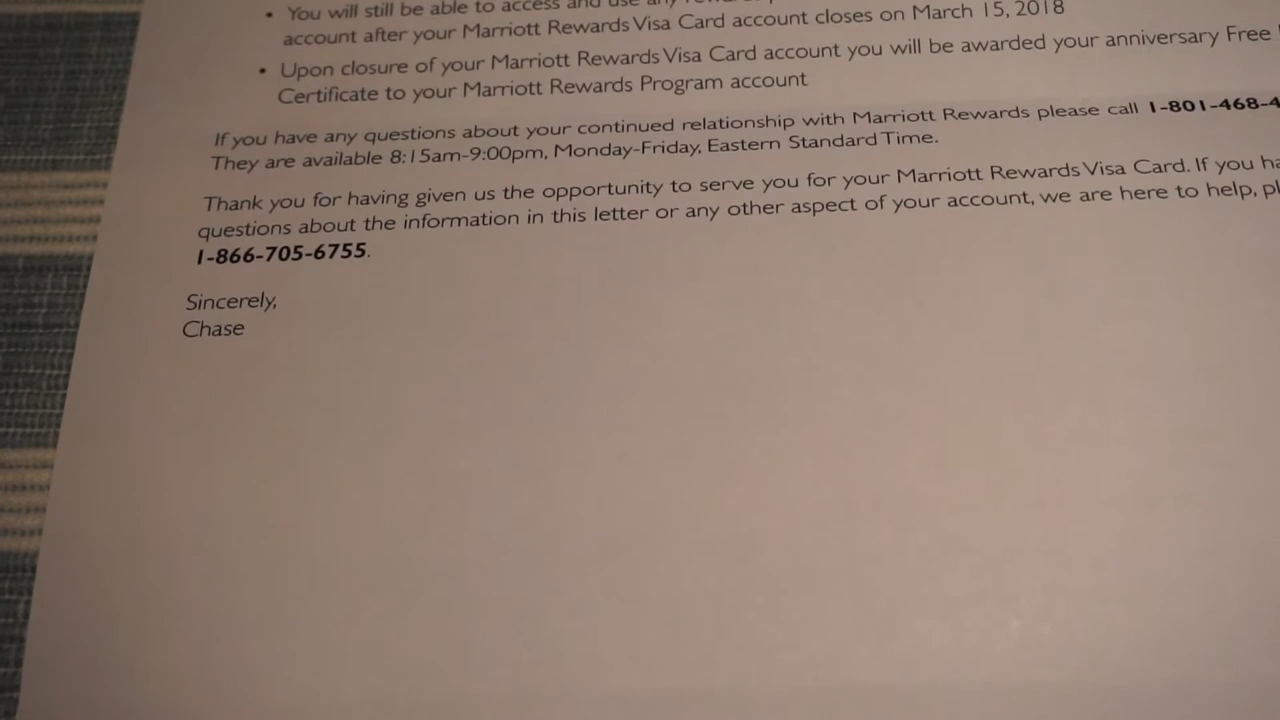 • You will still be able to access and use any
account after your Marriott Rewards Visa Card account closes on March 15, 2018
• Upon closure of your Marriott Rewards Visa Card account you will be awarded your anniversary Free
Certificate to your Marriott Rewards Program account
If you have any questions about your continued relationship with Marriott Rewards please call 1-801-468-4
They are available 8:15am-9:00pm, Monday-Friday, Eastern Standard Time.
Thank you for having given us the opportunity to serve you for your Marriott Rewards Visa Card. If you
questions about the information in this letter or any other aspect of your account, we are here to help,
1-866-705-6755.
Sincerely,
Chase